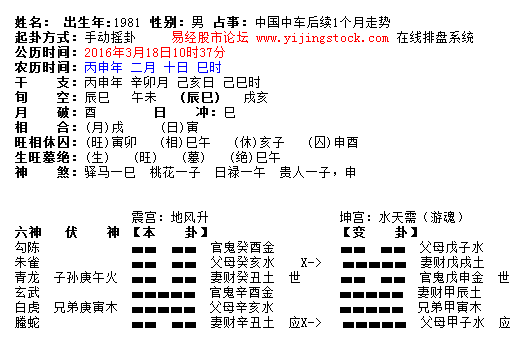 姓名： 出生年:1981 性别: 男 占事: 中国中车后续1个月走势
起卦方式: 手动摇卦 易经股市论坛 www.yijingstock.com 在线排盘系统
公历时间: 2016年3月18日10时37分
农历时间: 丙申年 二月 十日 巳时
干 支: 丙申年 辛卯月 己亥日 己巳时
旬 空: 辰巳 午未 (辰巳) 戌亥
月 破: 酉 日 冲: 巳
相 合: (月)戌 (日)寅
旺相休囚: (旺)寅卯 (相)巳午 (休)亥子 (囚)申酉
生旺墓绝: (生) (旺) (墓) (绝)巳午
神 煞: 驿马—巳 桃花—子 日禄—午 贵人—子，申
震宫: 地风升 坤宫: 水天需（游魂）
六神 伏 神 【本 卦】 【变 卦】
勾陈 官鬼癸酉金 父母戊子水
朱雀 父母癸亥水 X-> 妻财戊戌土
青龙 子孙庚午火 妻财癸丑土 世 官鬼戊申金 世
玄武 官鬼辛酉金 妻财甲辰土
白虎 兄弟庚寅木 父母辛亥水 兄弟甲寅木
螣蛇 妻财辛丑土 应X-> 父母甲子水 应